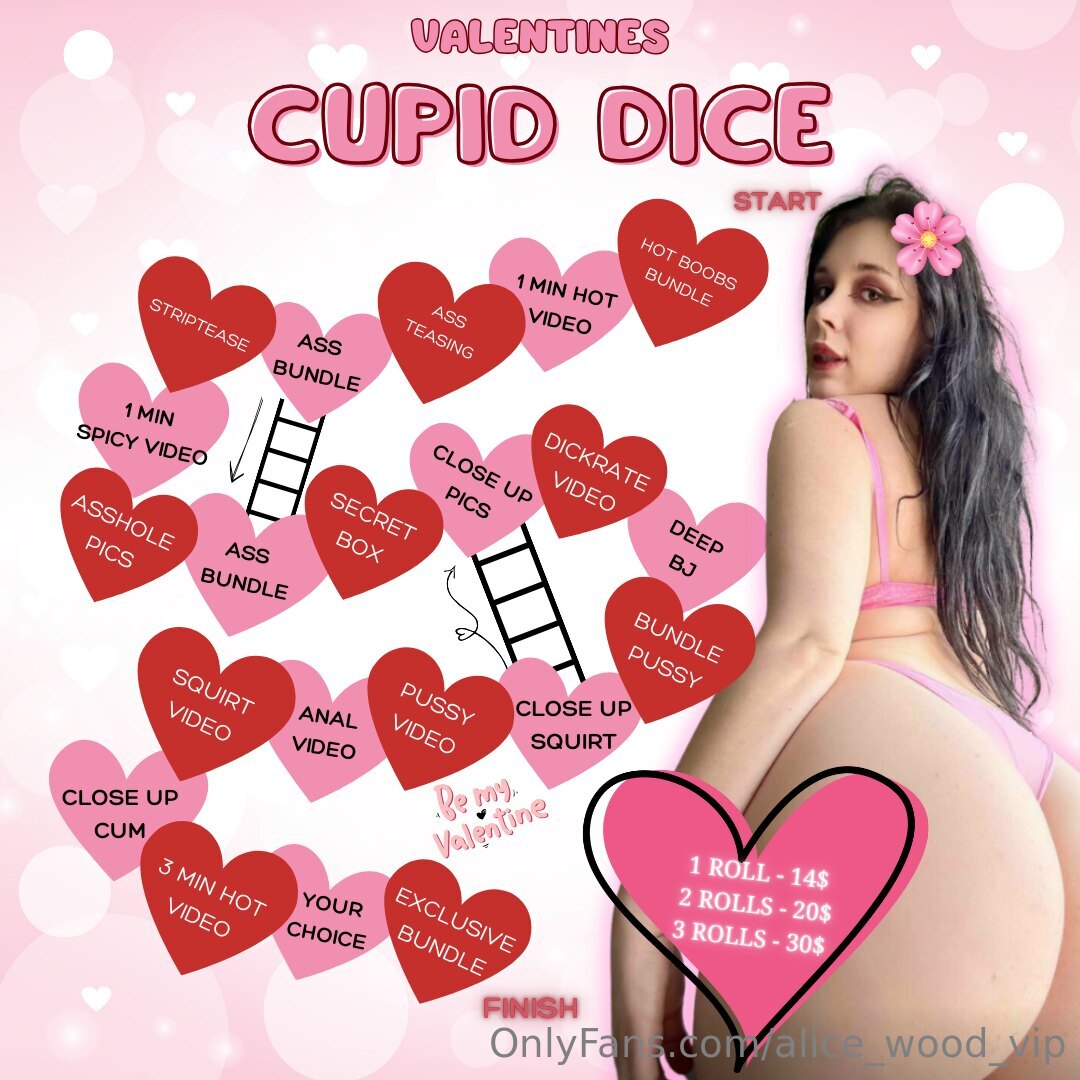 VALENTINES
CUPID DICE
START
HOT BOOBS
BUNDLE
1 MIN HOT
VIDEO
ASS
TEASING
ASS
BUNDLE
STRIPTEASE
1 MIN
SPICY VIDEO
ASSHOLE
PICS
ASS
BUNDLE
SECRET
BOX
CLOSE UP
PICS
DICKRATE
VIDEO
DEEP
BJ
BUNDLE
PUSSY
CLOSE UP
SQUIRT
PUSSY
VIDEO
ANAL
VIDEO
SQUIRT
VIDEO
CLOSE UP
CUM
3 MIN HOT
VIDEO
YOUR
CHOICE
EXCLUSIVE
BUNDLE
FINISH
Be my
Valentine
1 ROLL - 14$
2 ROLLS - 20$
3 ROLLS - 30$
OnlyFans.com/alice_wood_vip